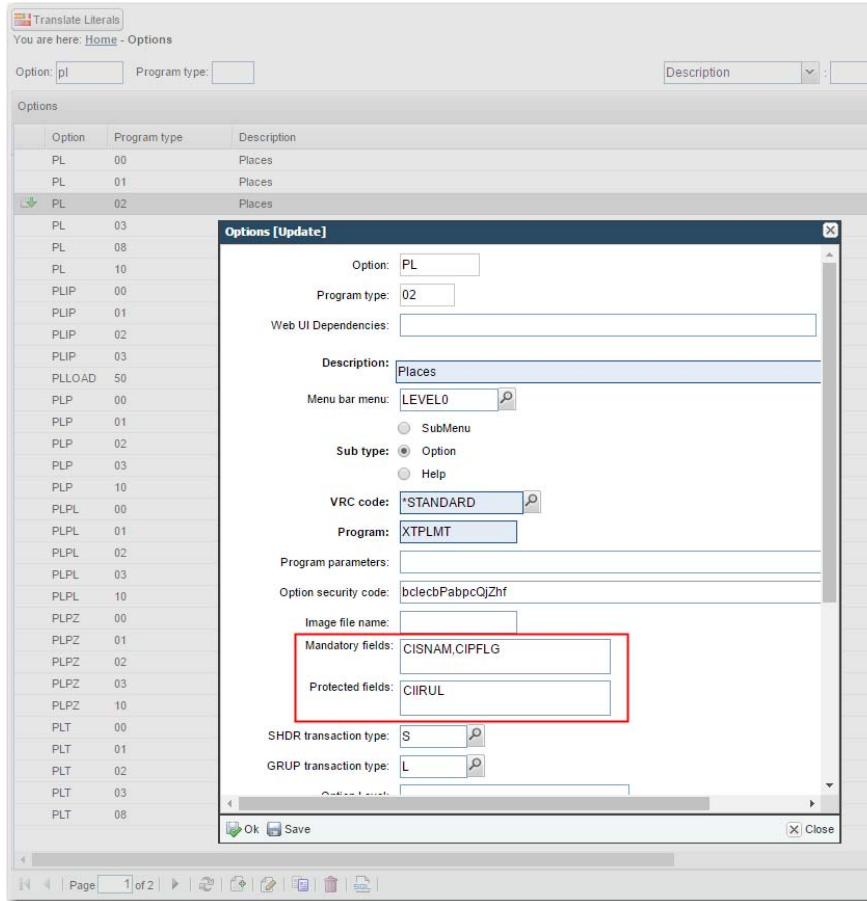 Translate Literals
You are here: Home - Options
Option: pl Program type: Description :
Options
Option Program type Description
PL 00 Places
PL 01 Places
PL 02 Places
PL 03
PL 08
PL 10
PLIP 00
PLIP 01
PLIP 02
PLIP 03
PLLOAD 50
PLP 00
PLP 01
PLP 02
PLP 03
PLP 10
PLPL 00
PLPL 01
PLPL 02
PLPL 03
PLPL 10
PLPZ 00
PLPZ 01
PLPZ 02
PLPZ 03
PLPZ 10
PLT 00
PLT 01
PLT 02
PLT 03
PLT 08
Options [Update]
Option: PL
Program type: 02
Web UI Dependencies:
Description: Places
Menu bar menu: LEVEL0
SubMenu
Sub type: Option
Help
VRC code: *STANDARD
Program: XTPLMT
Program parameters:
Option security code: bclecbPabpcQjZhf
Image file name:
Mandatory fields: CISNAM,CIPFLG
Protected fields: CIIRUL
SHDR transaction type: S
GRUP transaction type: L
Option Level:
Ok Save Close
Page 1 of 2